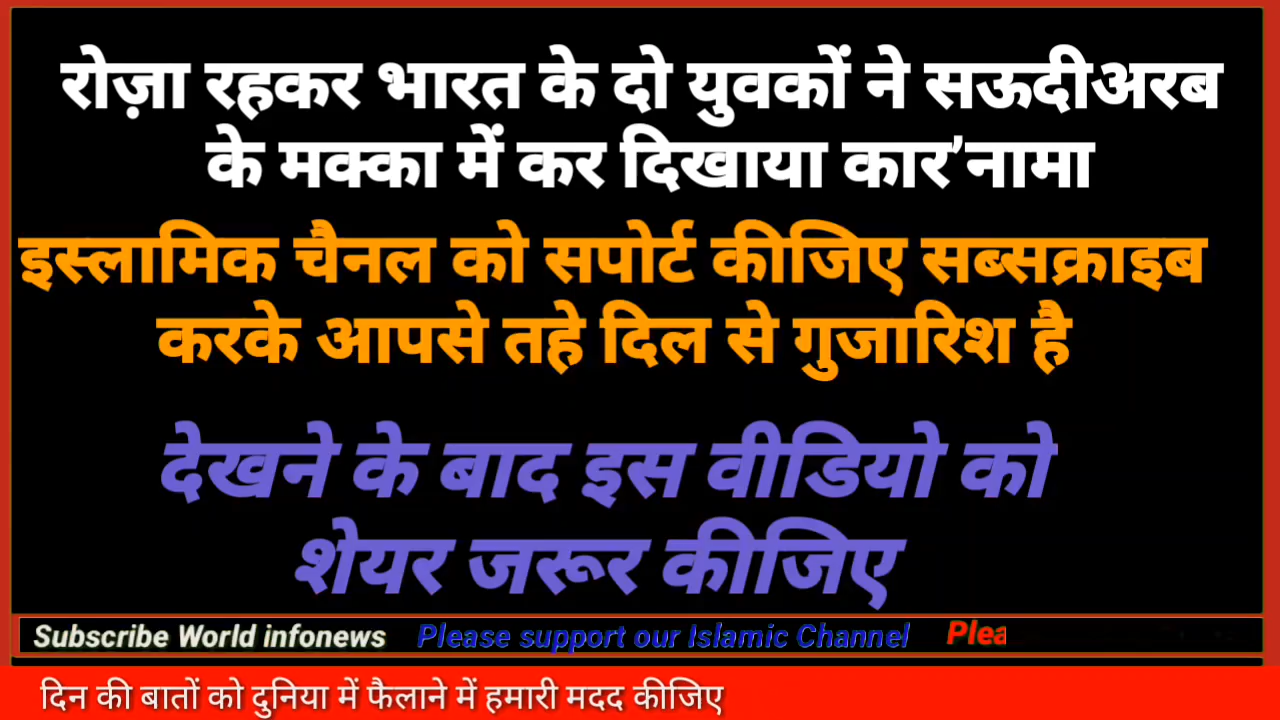 रोज़ा रहकर भारत के दो युवकों ने सऊदीअरब
के मक्का में कर दिखाया कार’नामा
इस्लामिक चैनल को सपोर्ट कीजिए सब्सक्राइब
करके आपसे तहे दिल से गुजारिश है
देखने के बाद इस वीडियो को
शेयर जरूर कीजिए
Subscribe World infonews Please support our Islamic Channel Plea
दिन की बातों को दुनिया में फैलाने में हमारी मदद कीजिए